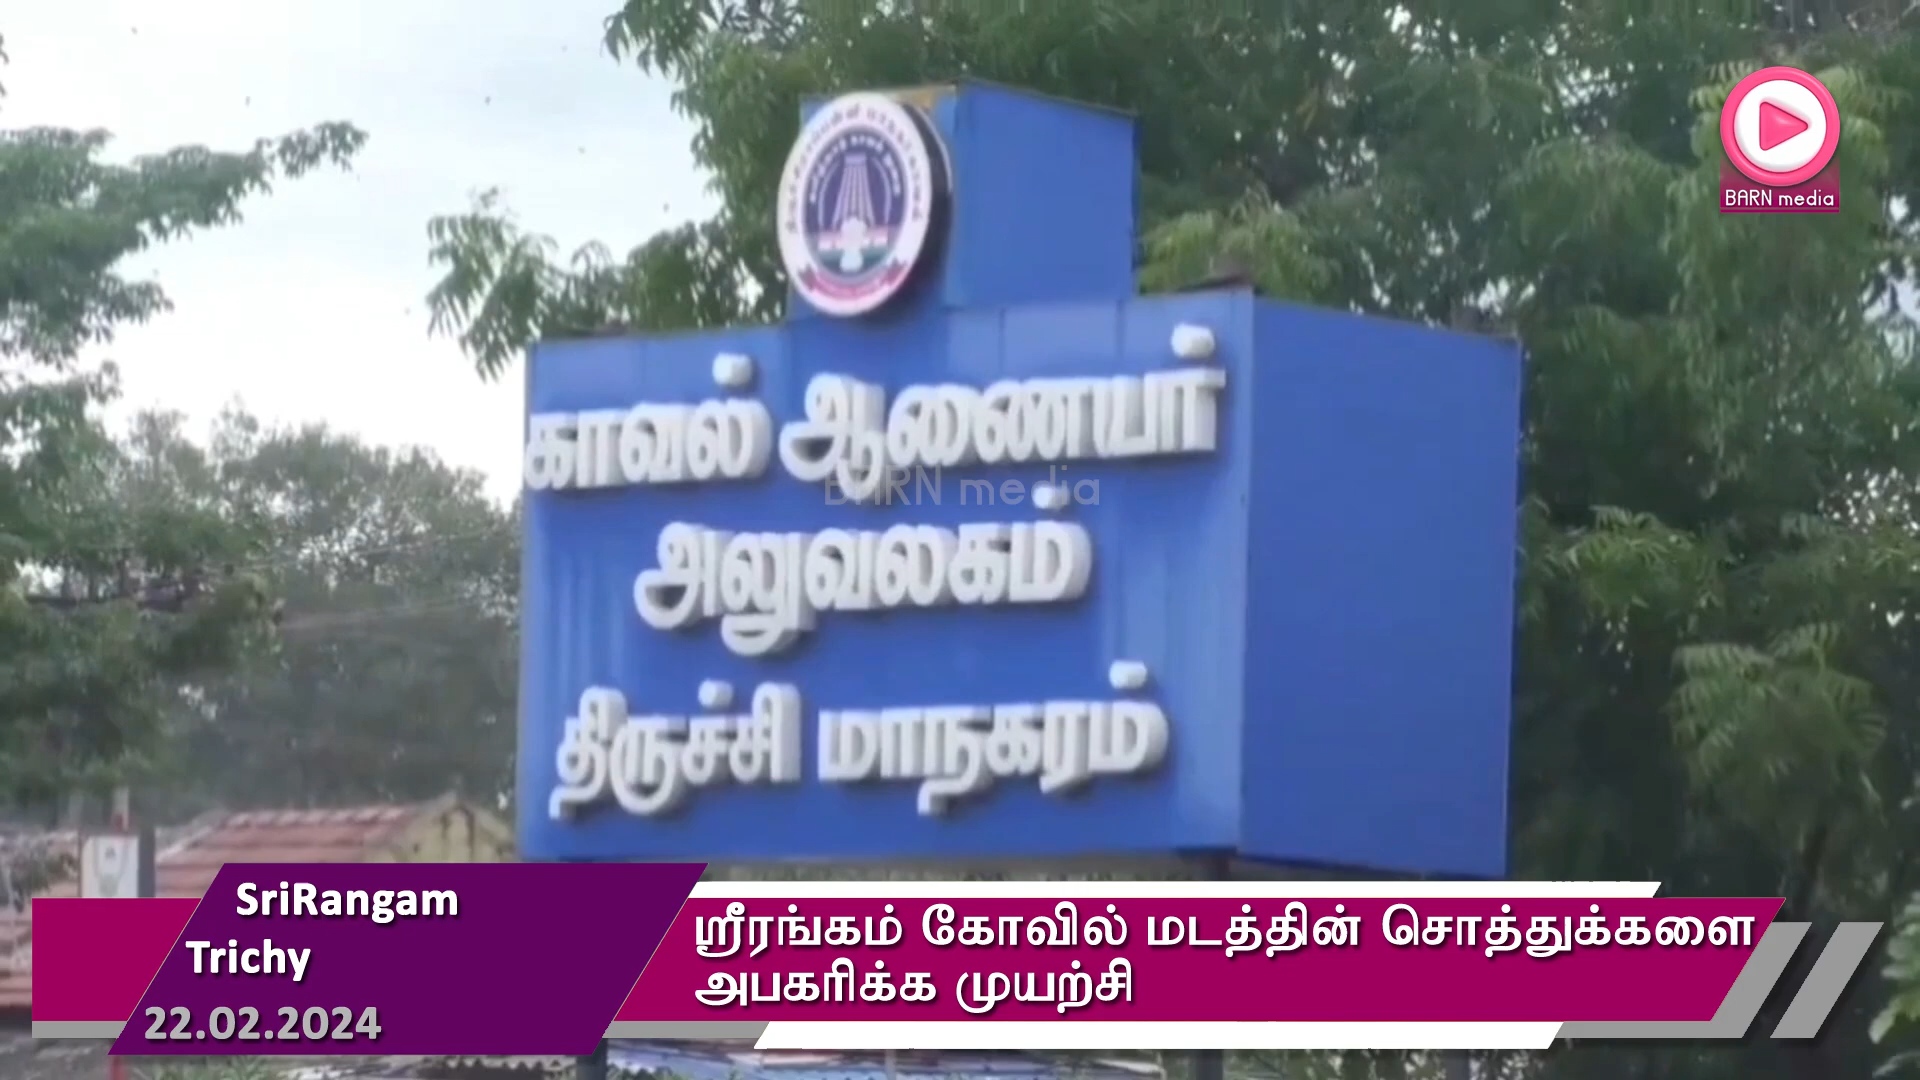 BARN media
காவல் ஆணையர்
BARN media
அலுவலகம்
திருச்சி மாநகரம்
SriRangam
Trichy
22.02.2024
ஸ்ரீரங்கம் கோவில் மடத்தின் சொத்துக்களை
அபகரிக்க முயற்சி